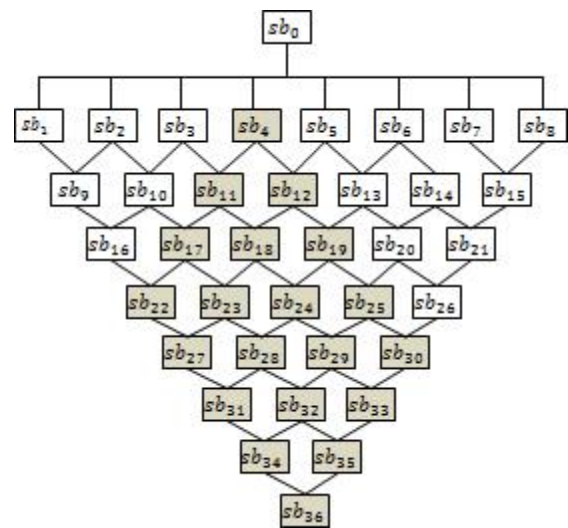 sb₀
sb₁ sb₂ sb₃ sb₄ sb₅ sb₆ sb₇ sb₈
sb₉ sb₁₀ sb₁₁ sb₁₂ sb₁₃ sb₁₄ sb₁₅
sb₁₆ sb₁₇ sb₁₈ sb₁₉ sb₂₀ sb₂₁
sb₂₂ sb₂₃ sb₂₄ sb₂₅ sb₂₆
sb₂₇ sb₂₈ sb₂₉ sb₃₀
sb₃₁ sb₃₂ sb₃₃
sb₃₄ sb₃₅
sb₃₆